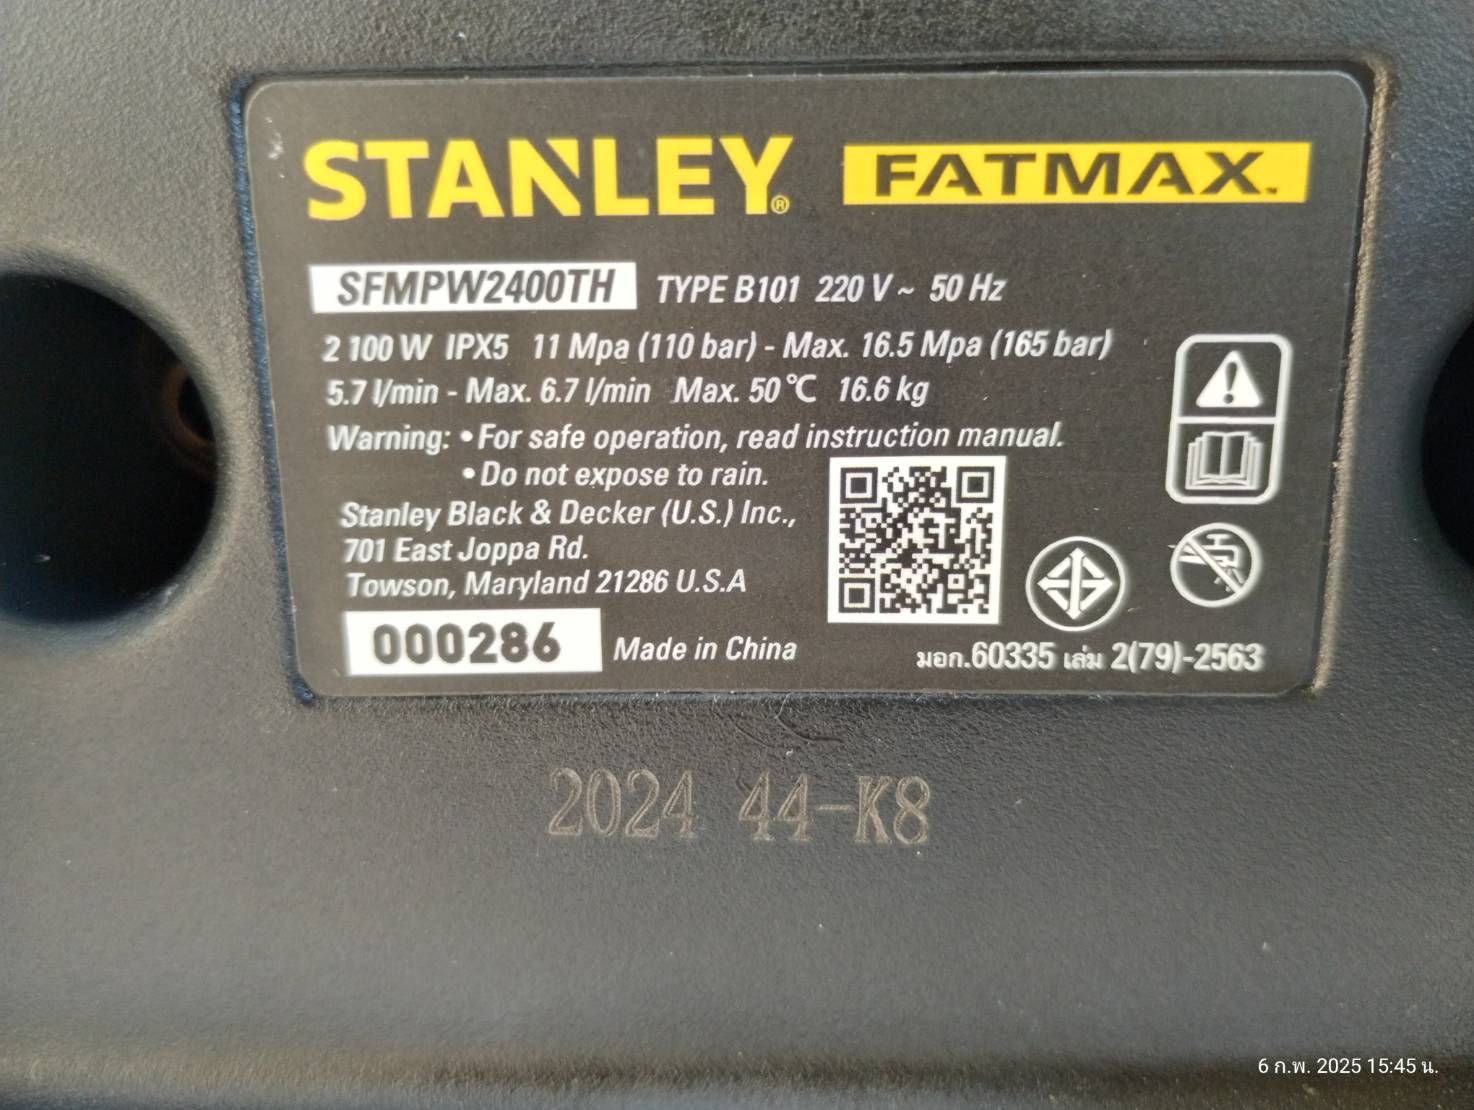 STANLEY® FATMAX™
SFMPW2400TH TYPE B101 220 V ~ 50 Hz
2 100 W IPX5 11 Mpa (110 bar) - Max. 16.5 Mpa (165 bar)
5.7 l/min - Max. 6.7 l/min Max. 50 °C 16.6 kg
Warning: • For safe operation, read instruction manual.
• Do not expose to rain.
Stanley Black & Decker (U.S.) Inc.,
701 East Joppa Rd.
Towson, Maryland 21286 U.S.A
000286 Made in China
มอก.60335 เล่ม 2(79)-2563
2024 44-K8
6 ก.พ. 2025 15:45 น.